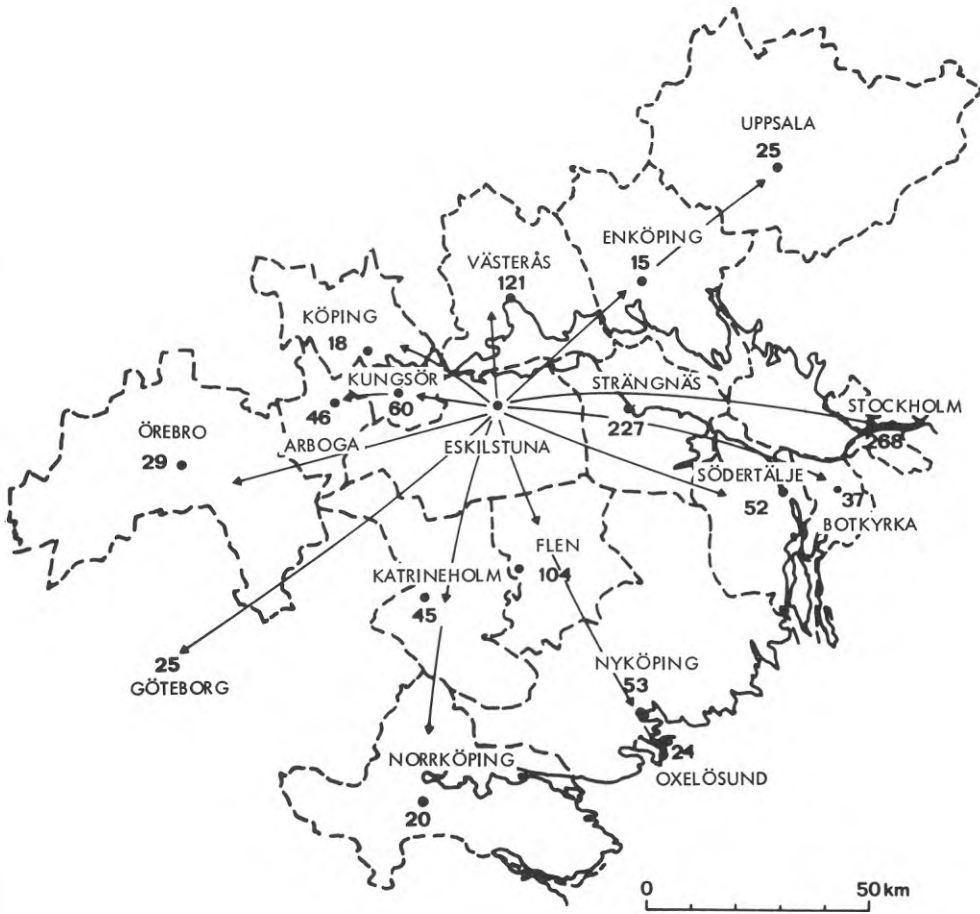 UPPSALA
25
ENKÖPING
15
VÄSTERÅS
121
KÖPING
18
KUNGSÖR
60
46
ARBOGA
ÖREBRO
29
ESKILSTUNA
STRÄNGNÄS
227
STOCKHOLM
268
SÖDERTÄLJE
52
37
BOTKYRKA
FLEN
104
KATRINEHOLM
45
25
GÖTEBORG
NYKÖPING
53
24
OXELÖSUND
NORRKÖPING
20
0 50 km